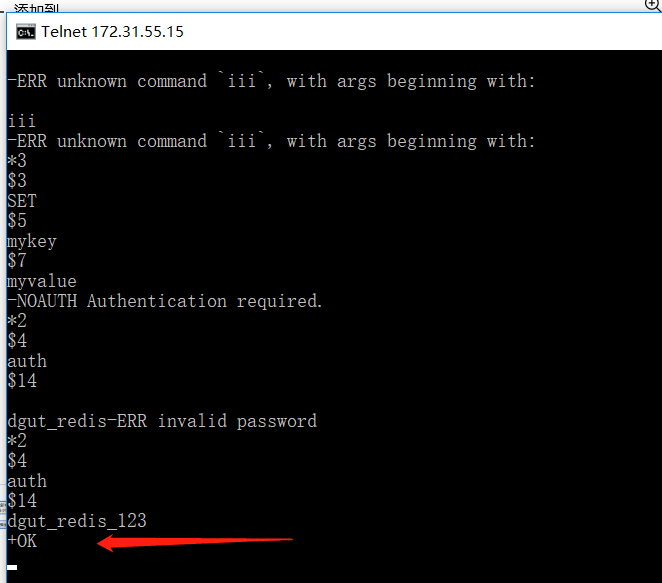 添加到
Telnet 172.31.55.15
-ERR unknown command `iii`, with args beginning with:
iii
-ERR unknown command `iii`, with args beginning with:
*3
$3
SET
$5
mykey
$7
myvalue
-NOAUTH Authentication required.
*2
$4
auth
$14
dgut_redis-ERR invalid password
*2
$4
auth
$14
dgut_redis_123
+OK